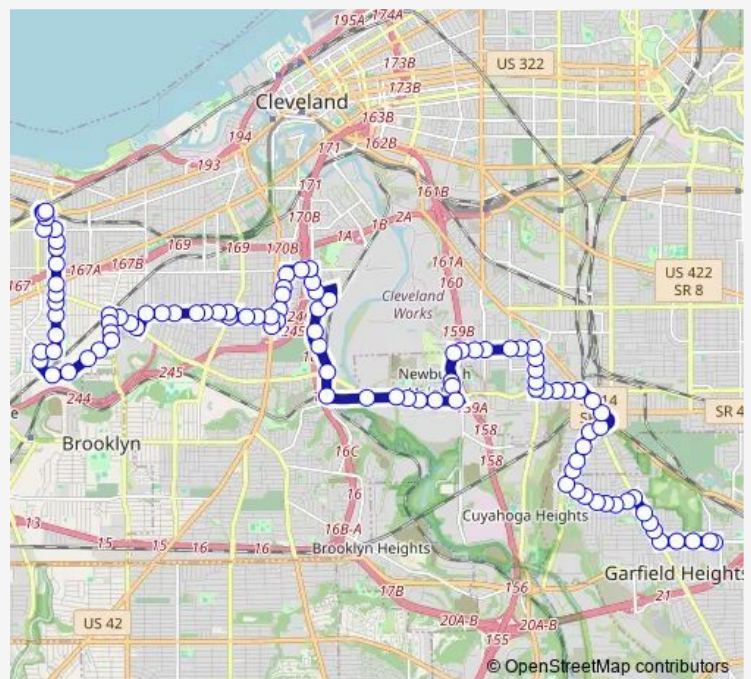 195A 174A
173B
US 322
173B
Cleveland
163B
194
171
162B
193
171
161B
170B
2A
1B
169
169
170B
1A
167A
167B
161A
US 422
SR 8
167
160
Cleveland
Works
159B
245
244
Brooklyn
SR 4
158
16C
158
16
Cuyahoga Heights
13
15
15
16
16
16B-A
Brooklyn Heights
Garfield Heights
17B
156
21
US 42
20A-B
20A-B
155
© OpenStreetMap contributors